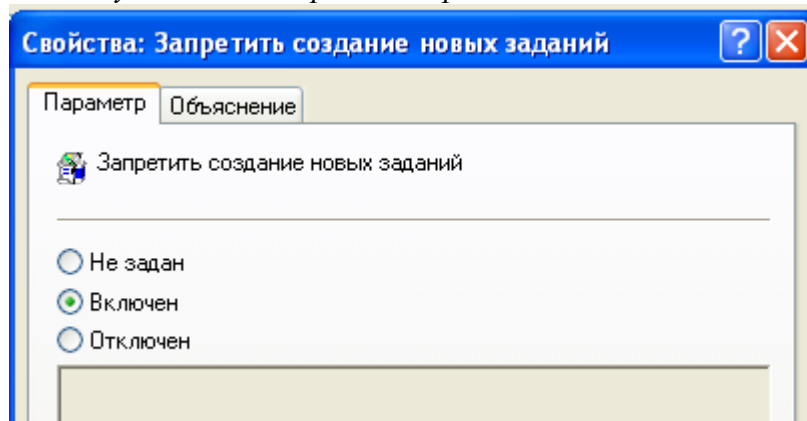 Свойства: Запретить создание новых заданий
Параметр Объяснение
Запретить создание новых заданий
Не задан
Включен
Отключен